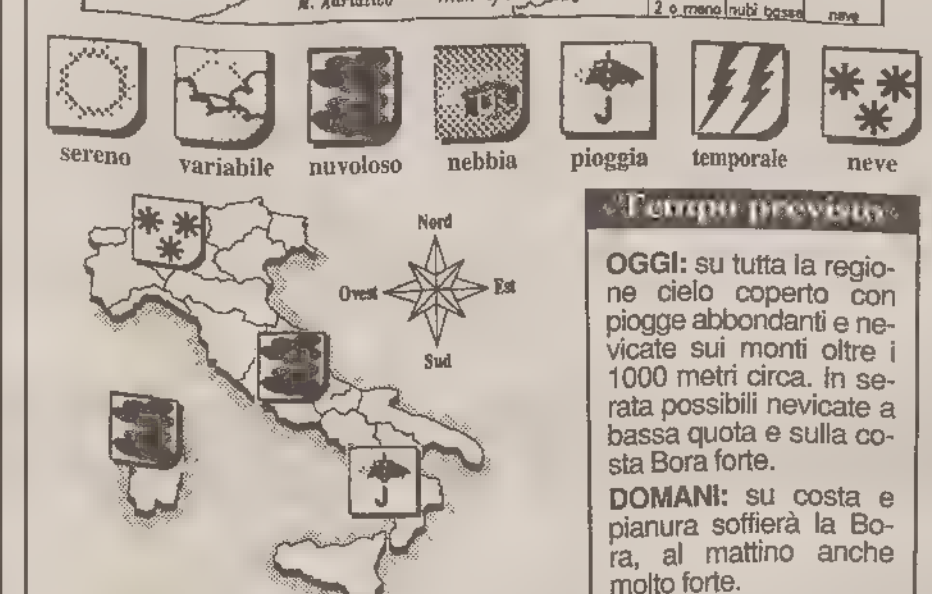 M. Adriatico
2 o meno nubi basse neve
sereno variabile nuvoloso nebbia pioggia temporale neve
Nord
Ovest Est
Sud
Tempo previsto
OGGI: su tutta la regio-
ne cielo coperto con
piogge abbondanti e ne-
vicate sui monti oltre i
1000 metri circa. In se-
rata possibili nevicate a
bassa quota e sulla co-
sta Bora forte.
DOMANI: su costa e
pianura soffierà la Bo-
ra, al mattino anche
molto forte.